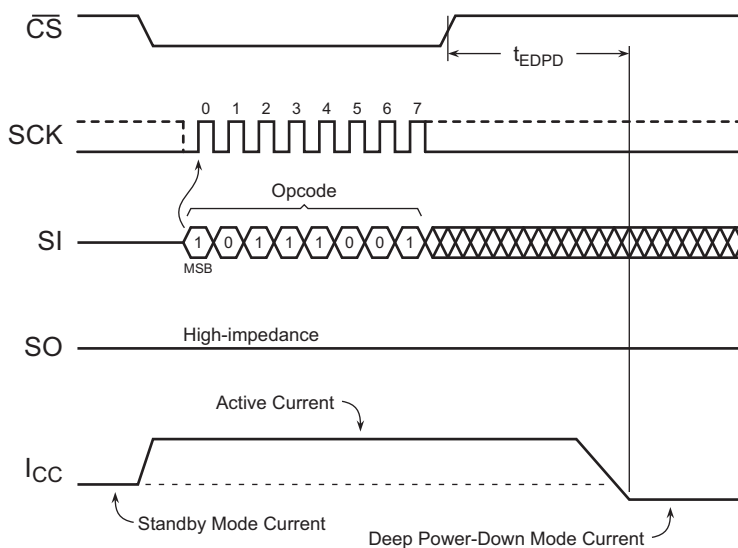 CS
tEDPD
SCK
0 1 2 3 4 5 6 7
Opcode
SI
1 0 1 1 1 0 0 1
MSB
SO
High-impedance
Active Current
ICC
Standby Mode Current
Deep Power-Down Mode Current